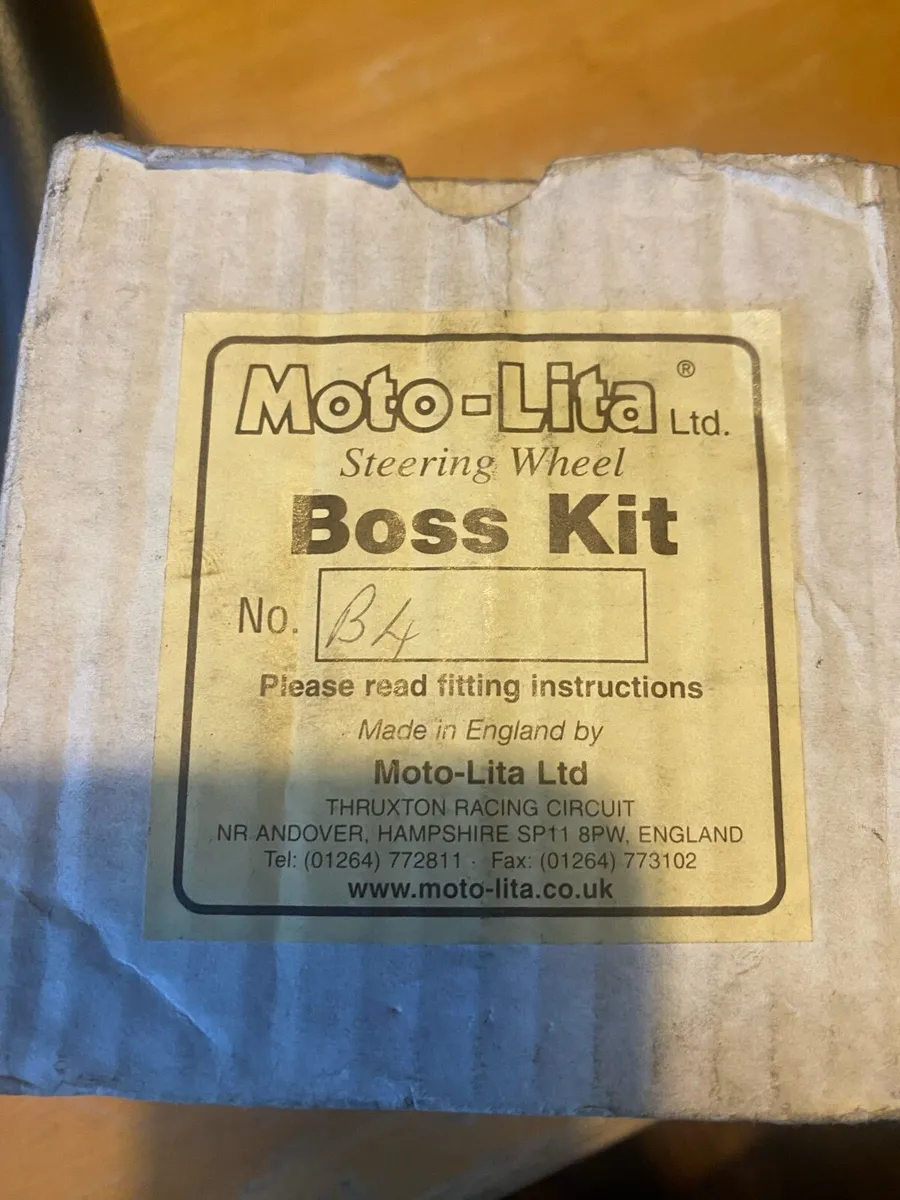 Moto-Lita® Ltd.
Steering Wheel
Boss Kit
No. B4
Please read fitting instructions
Made in England by
Moto-Lita Ltd
THRUXTON RACING CIRCUIT
NR ANDOVER, HAMPSHIRE SP11 8PW, ENGLAND
Tel: (01264) 772811 · Fax: (01264) 773102
www.moto-lita.co.uk